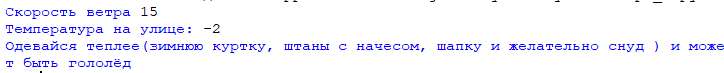 Скорость ветра 15
Температура на улице: -2
Одевайся теплее(зимнюю куртку, штаны с начесом, шапку и желательно снуд ) и може
т быть гололёд